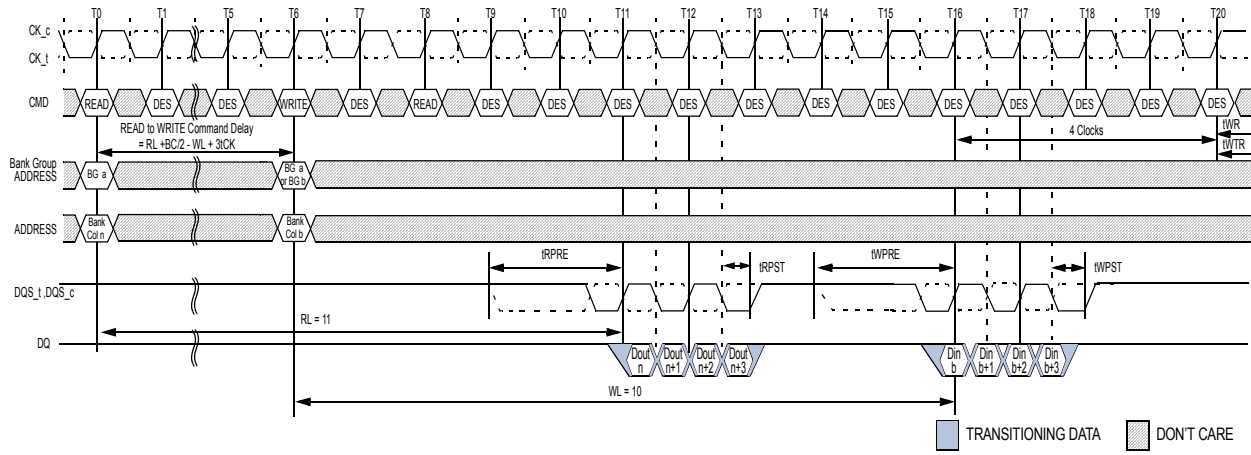 T0 T1 T5 T6 T7 T8 T9 T10 T11 T12 T13 T14 T15 T16 T17 T18 T19 T20
CK_c
CK_t
CMD READ DES DES WRITE DES READ DES DES DES DES DES DES DES DES DES DES DES DES
READ to WRITE Command Delay
= RL +BC/2 - WL + 3tCK
4 Clocks
tWR
tWTR
Bank Group
ADDRESS
BG a
BG a
or BG b
ADDRESS
Bank
Col n
Bank
Col b
tRPRE tRPST tWPRE tWPST
DQS_t ,DQS_c
RL = 11
DQ
Dout
n
Dout
n+1
Dout
n+2
Dout
n+3
Din
b
Din
b+1
Din
b+2
Din
b+3
WL = 10
TRANSITIONING DATA DON'T CARE